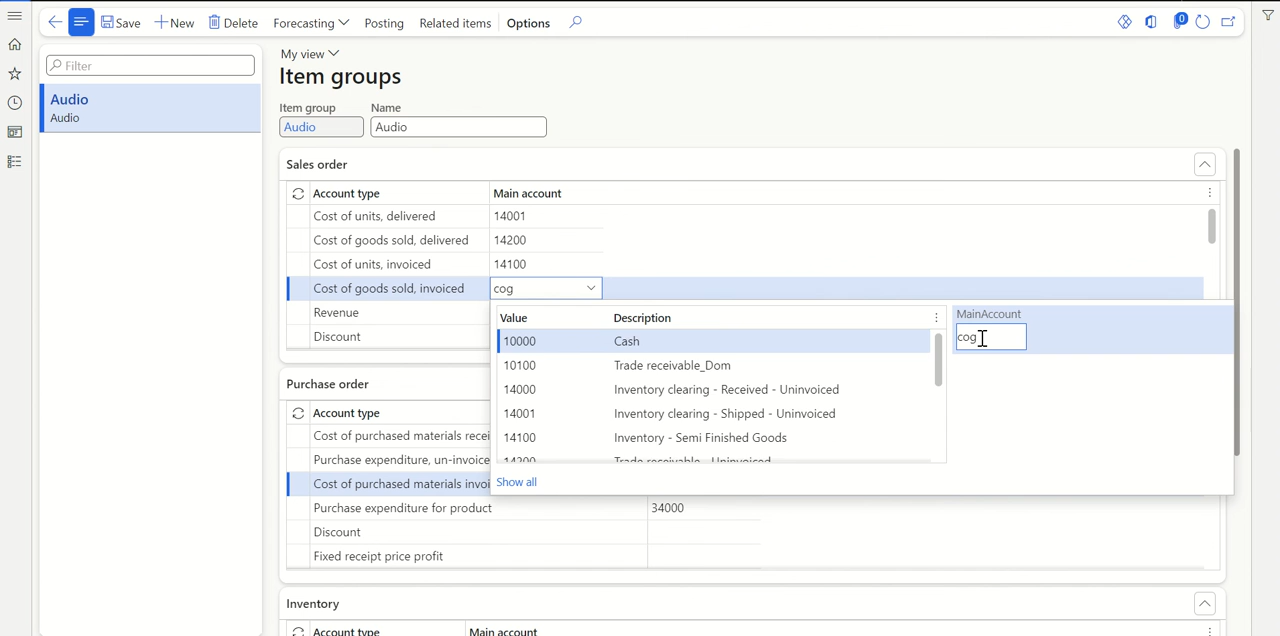 Save New Delete Forecasting Posting Related items Options 0
Filter
Audio
Audio
My view
Item groups
Item group Name
Audio Audio
Sales order
Account type Main account
Cost of units, delivered 14001
Cost of goods sold, delivered 14200
Cost of units, invoiced 14100
Cost of goods sold, invoiced cog
Revenue
Discount
Value Description
10000 Cash
10100 Trade receivable_Dom
14000 Inventory clearing - Received - Uninvoiced
14001 Inventory clearing - Shipped - Uninvoiced
14100 Inventory - Semi Finished Goods
14200 Trade receivable - Uninvoiced
Show all
MainAccount
cog
Purchase order
Account type
Cost of purchased materials recei
Purchase expenditure, un-invoice
Cost of purchased materials invoi
Purchase expenditure for product 34000
Discount
Fixed receipt price profit
Inventory
Account type Main account